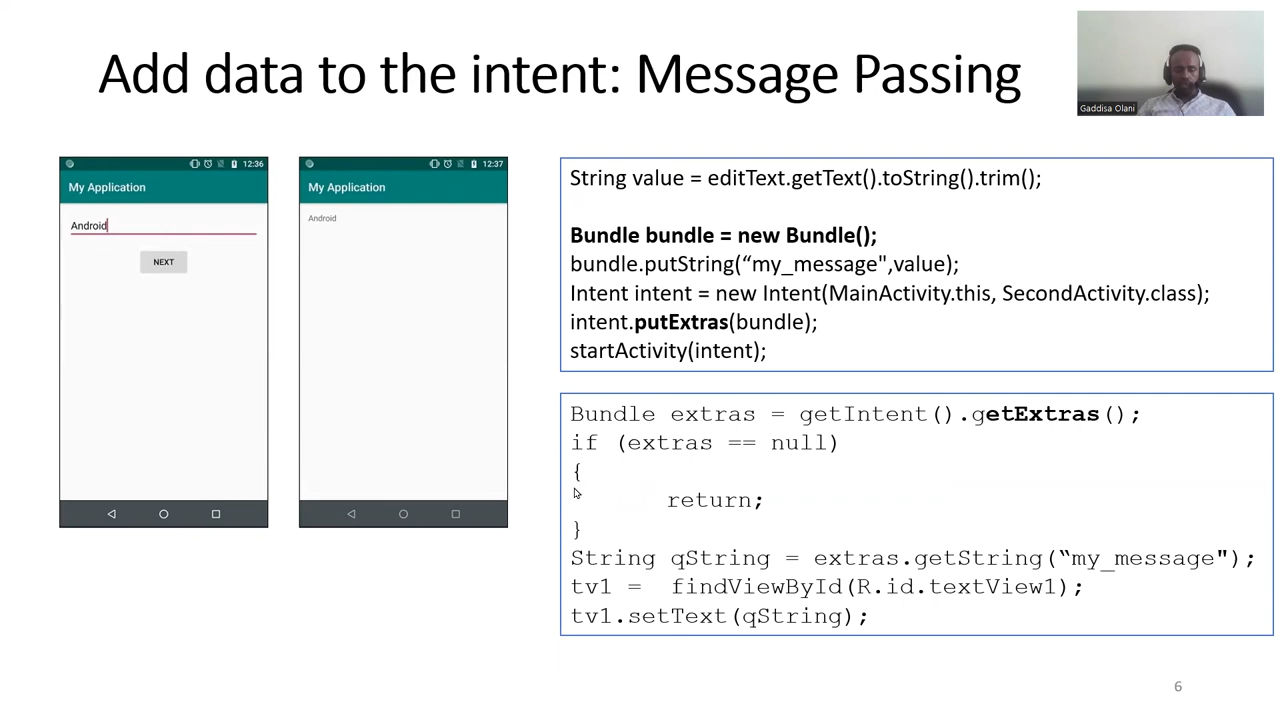 Add data to the intent: Message Passing
Gaddisa Olani
12:36
My Application
Android
NEXT
12:37
My Application
Android
String value = editText.getText().toString().trim();
Bundle bundle = new Bundle();
bundle.putString(“my_message",value);
Intent intent = new Intent(MainActivity.this, SecondActivity.class);
intent.putExtras(bundle);
startActivity(intent);
Bundle extras = getIntent().getExtras();
if (extras == null)
{
return;
}
String qString = extras.getString(“my_message");
tv1 = findViewById(R.id.textView1);
tv1.setText(qString);
6